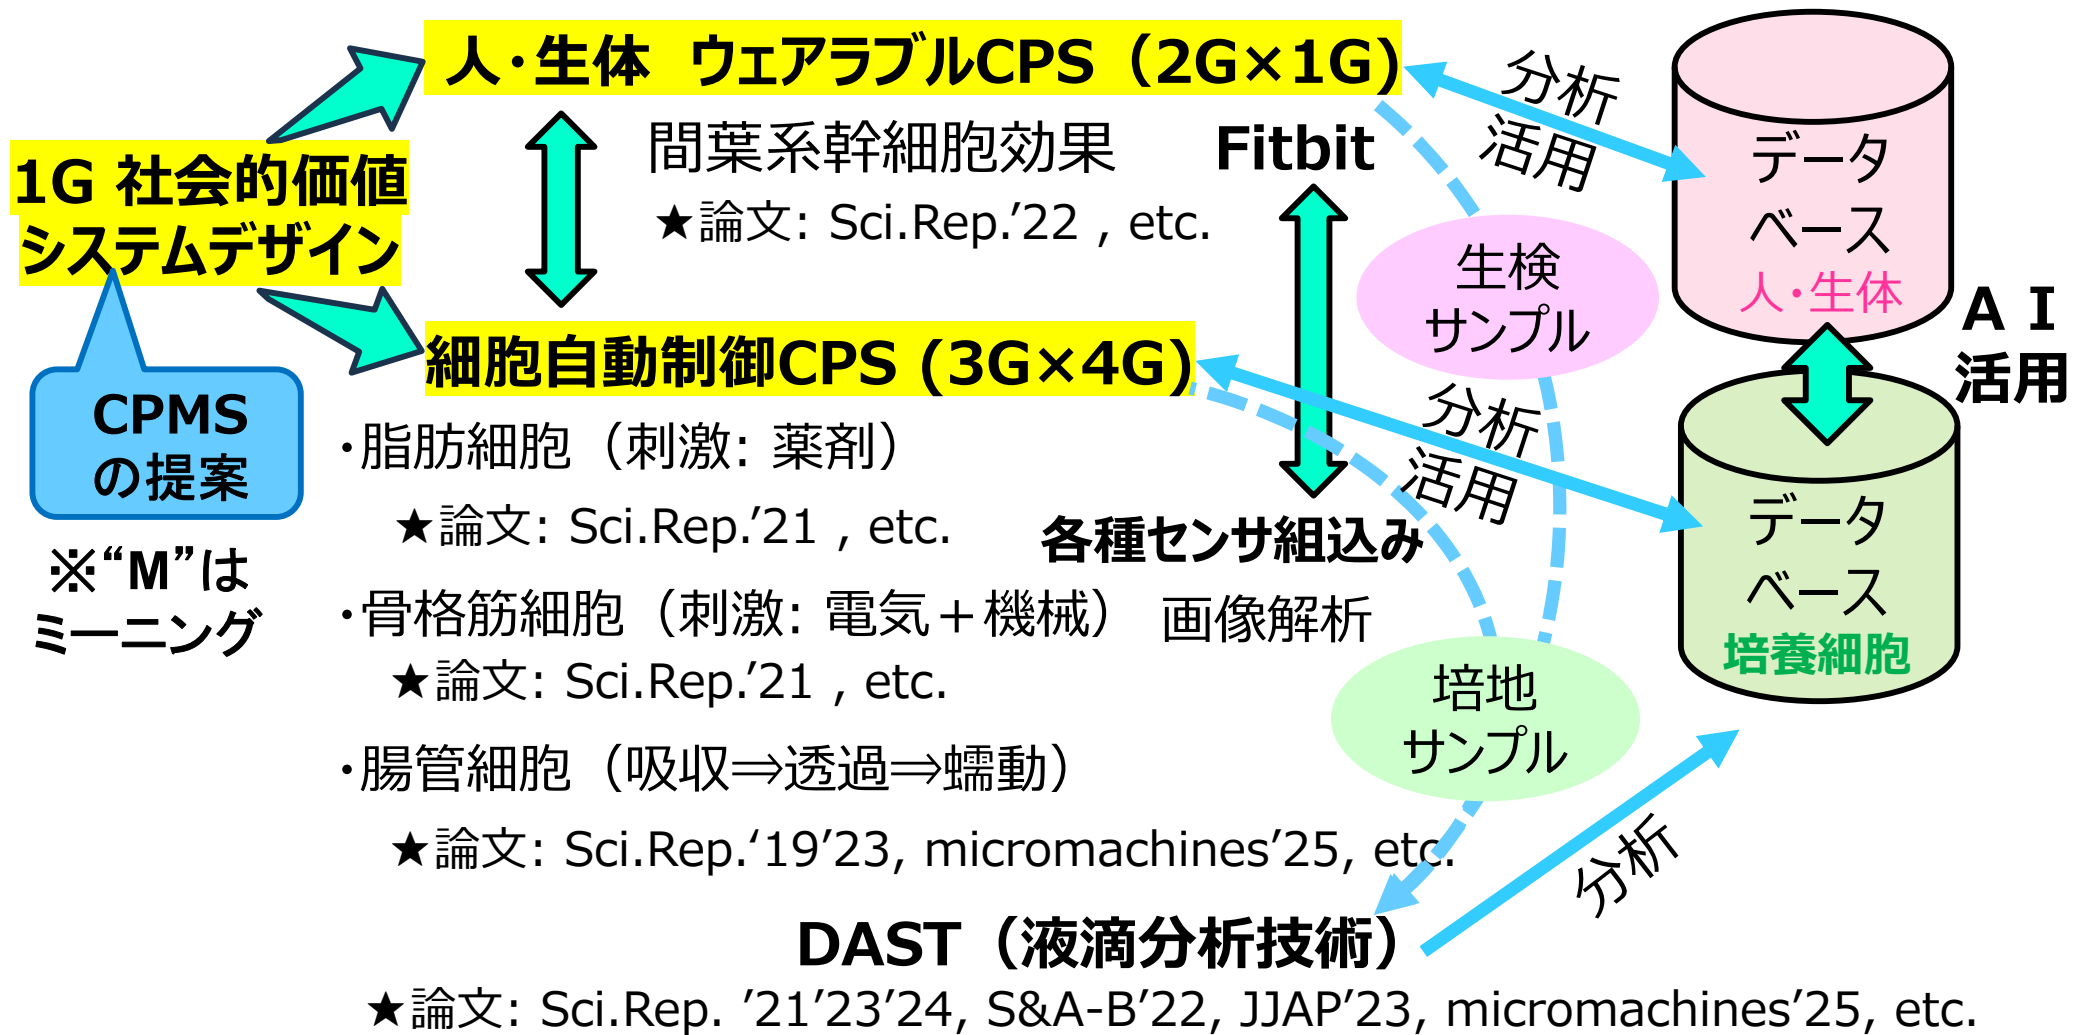 人・生体 ウェアラブルCPS（2G×1G)
1G 社会的価値
システムデザイン
CPMS
の提案
※“M”は
ミーニング
間葉系幹細胞効果
★論文: Sci.Rep.’22 , etc.
Fitbit
細胞自動制御CPS (3G×4G)
・脂肪細胞（刺激: 薬剤）
★論文: Sci.Rep.’21 , etc.
各種センサ組込み
・骨格筋細胞（刺激: 電気＋機械）
画像解析
★論文: Sci.Rep.’21 , etc.
・腸管細胞（吸収⇒透過⇒蠕動）
★論文: Sci.Rep.‘19’23, micromachines’25, etc.
DAST（液滴分析技術）
★論文: Sci.Rep. ’21’23’24, S&A-B’22, JJAP’23, micromachines’25, etc.
分析
活用
生検
サンプル
分析
活用
培地
サンプル
分析
データ
ベース
人・生体
ＡＩ
活用
データ
ベース
培養細胞